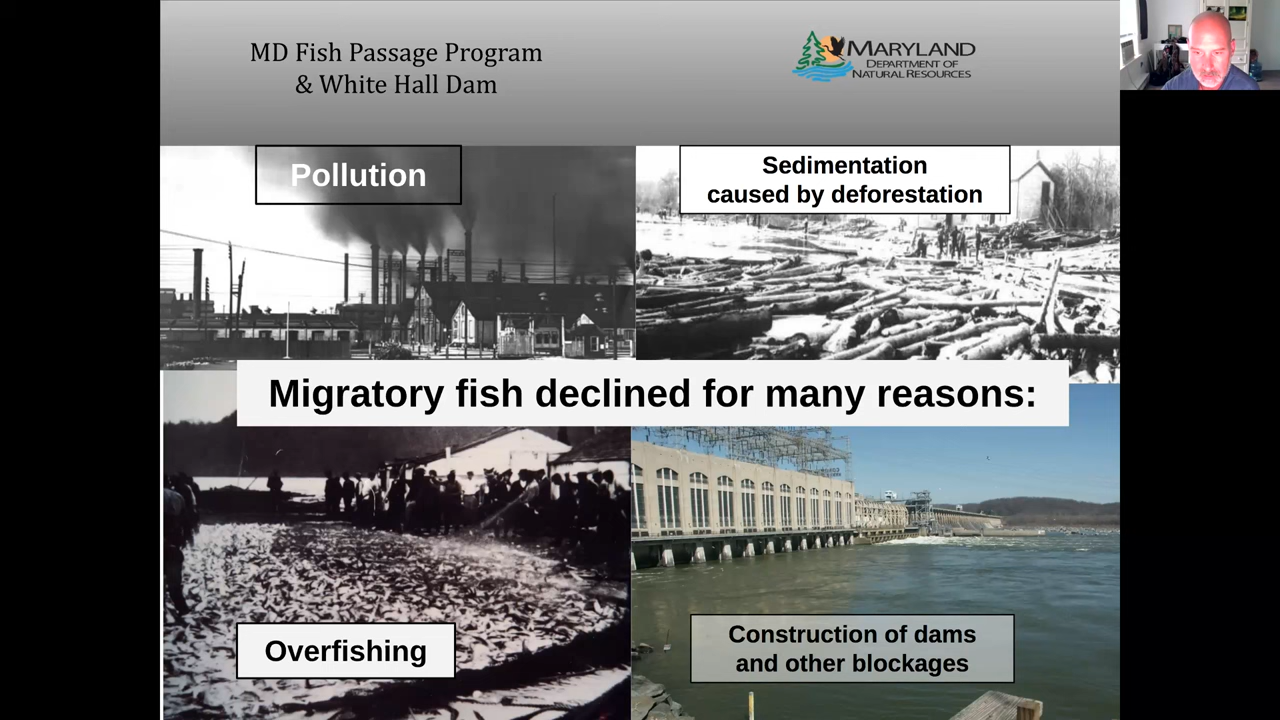 MD Fish Passage Program
& White Hall Dam
MARYLAND
DEPARTMENT OF
NATURAL RESOURCES
Pollution
Sedimentation
caused by deforestation
Migratory fish declined for many reasons:
Overfishing
Construction of dams
and other blockages